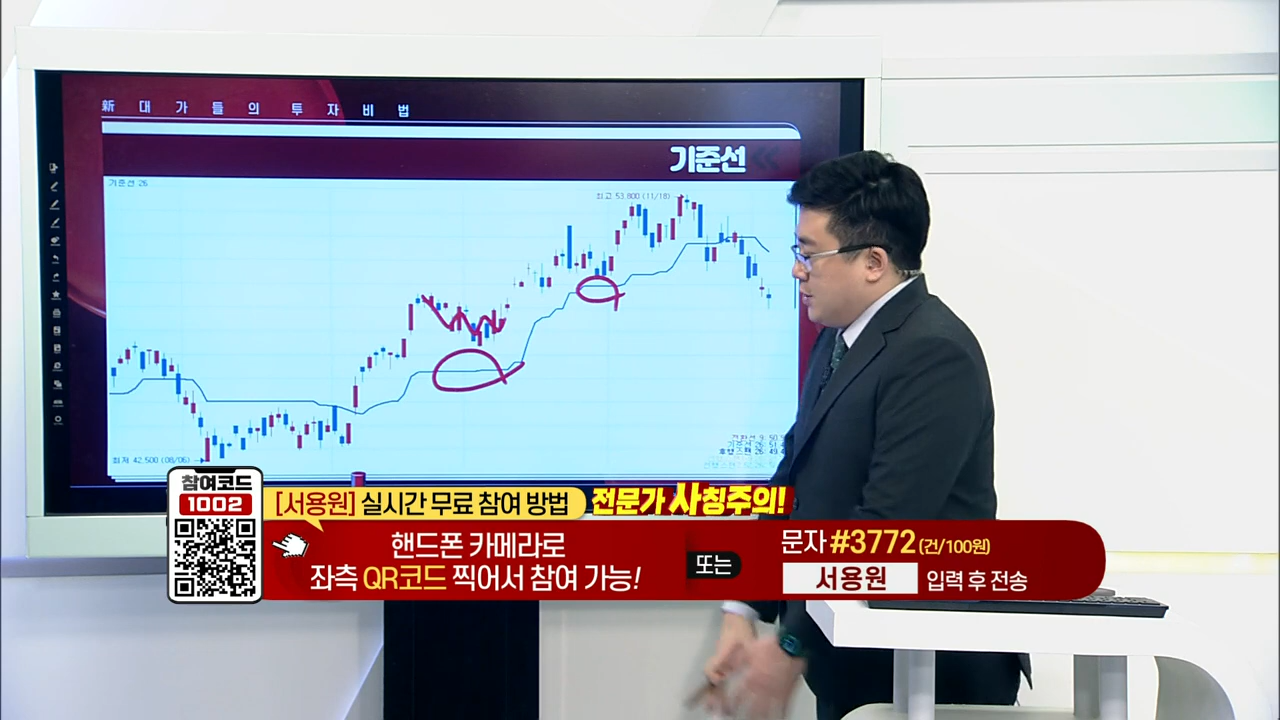 新 대 가 들 의 투 자 비 법
기준선
기준선 26
최고 53,800 (11/18)
최저 42,500 (08/06)
참여코드
1002
[서용원] 실시간 무료 참여 방법
전문가 사칭주의!
핸드폰 카메라로
좌측 QR코드 찍어서 참여 가능!
또는
문자 #3772 (건/100원)
서용원 입력 후 전송